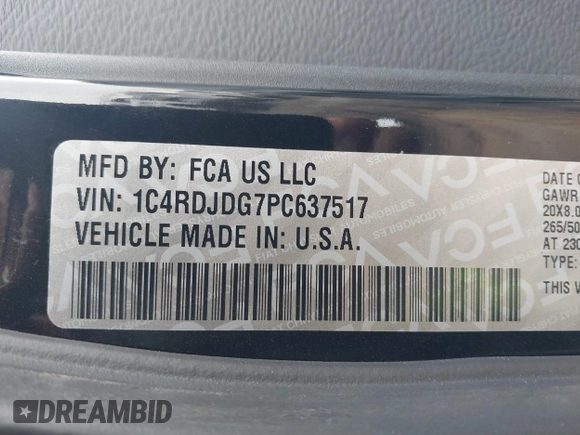 MFD BY: FCA US LLC
VIN: 1C4RDJDG7PC637517
VEHICLE MADE IN: U.S.A.
DATE O
GAWR
20X8.0
265/50
AT 230
TYPE:
THIS V
DREAMBID